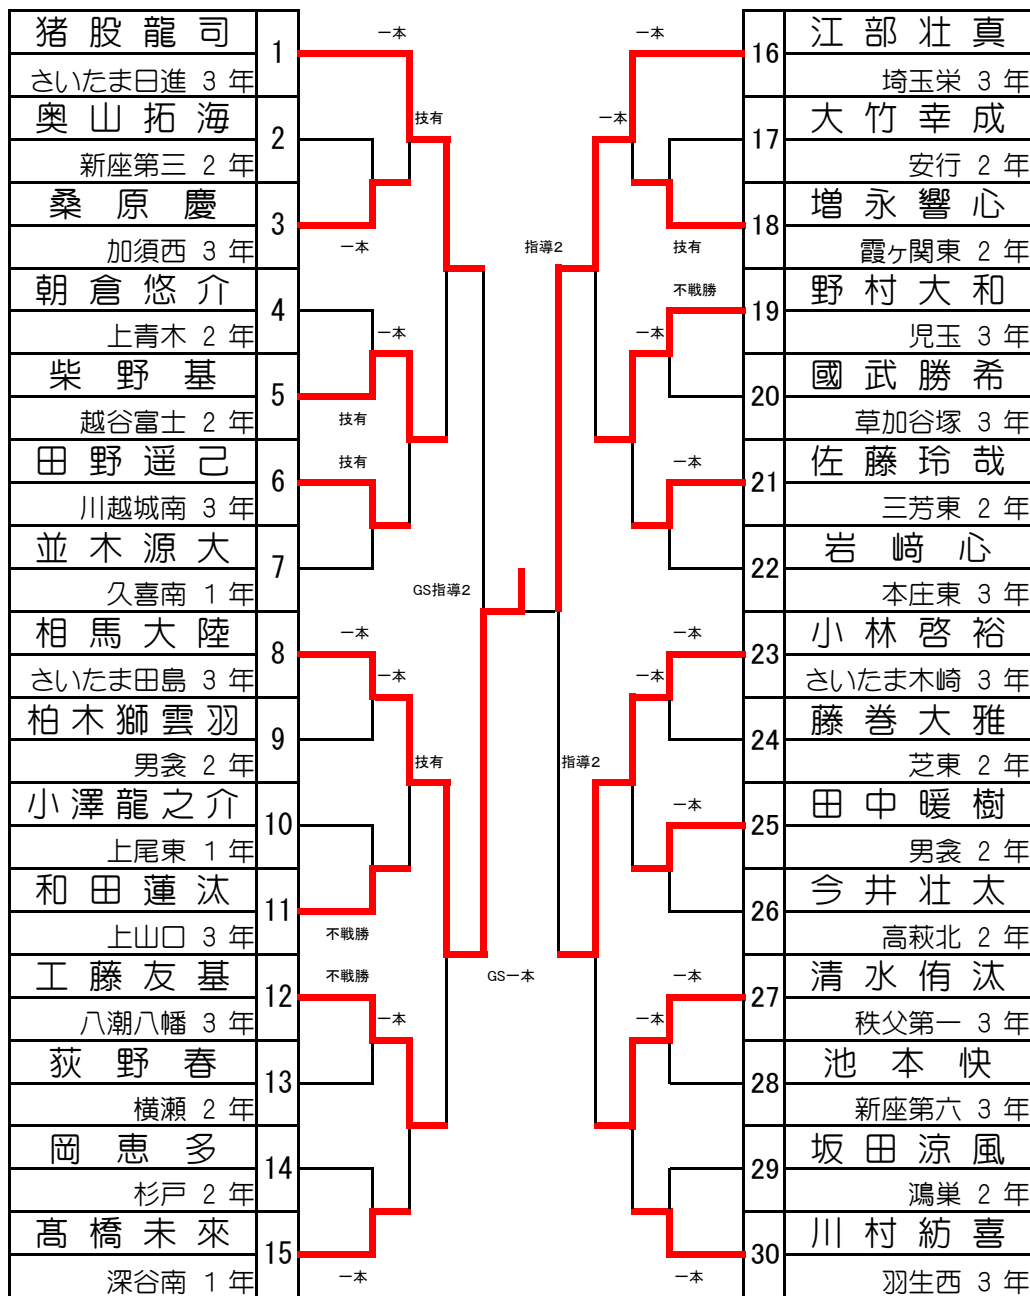 猪股龍司
1
さいたま日進 3 年
奥山拓海
2
新座第三 2 年
桑原慶
3
加須西 3 年
朝倉悠介
4
上青木 2 年
柴野基
5
越谷富士 2 年
田野遥己
6
川越城南 3 年
並木源大
7
久喜南 1 年
相馬大陸
8
さいたま田島 3 年
柏木獅雲羽
9
男衾 2 年
小澤龍之介
10
上尾東 1 年
和田蓮汰
11
上山口 3 年
工藤友基
12
八潮八幡 3 年
荻野春
13
横瀬 2 年
岡恵多
14
杉戸 2 年
髙橋未來
15
深谷南 1 年
一本
技有
一本
一本
技有
技有
一本
一本
技有
不戦勝
不戦勝
一本
一本
GS指導2
GS一本
一本
一本
指導2
技有
不戦勝
一本
一本
一本
一本
指導2
一本
一本
一本
一本
16
江部壮真
埼玉栄 3 年
17
大竹幸成
安行 2 年
18
増永響心
霞ヶ関東 2 年
19
野村大和
児玉 3 年
20
國武勝希
草加谷塚 3 年
21
佐藤玲哉
三芳東 2 年
22
岩﨑心
本庄東 3 年
23
小林啓裕
さいたま木崎 3 年
24
藤巻大雅
芝東 2 年
25
田中暖樹
男衾 2 年
26
今井壮太
高萩北 2 年
27
清水侑汰
秩父第一 3 年
28
池本快
新座第六 3 年
29
坂田涼風
鴻巣 2 年
30
川村紡喜
羽生西 3 年